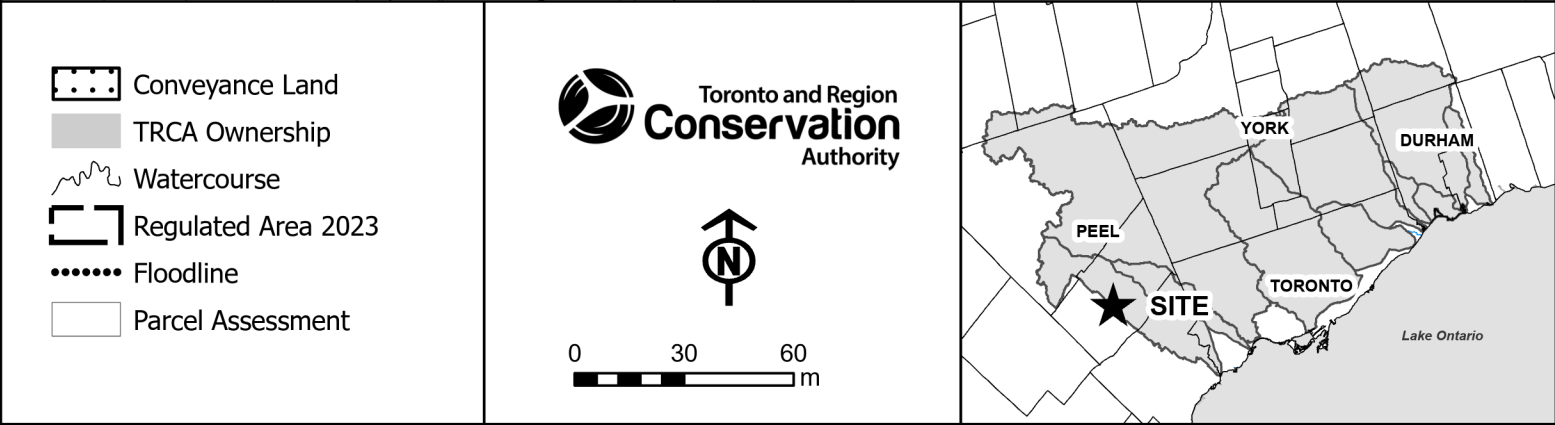 Conveyance Land
TRCA Ownership
Watercourse
Regulated Area 2023
Floodline
Parcel Assessment
Toronto and Region
Conservation
Authority
N
0 30 60
m
YORK
DURHAM
PEEL
SITE
TORONTO
Lake Ontario